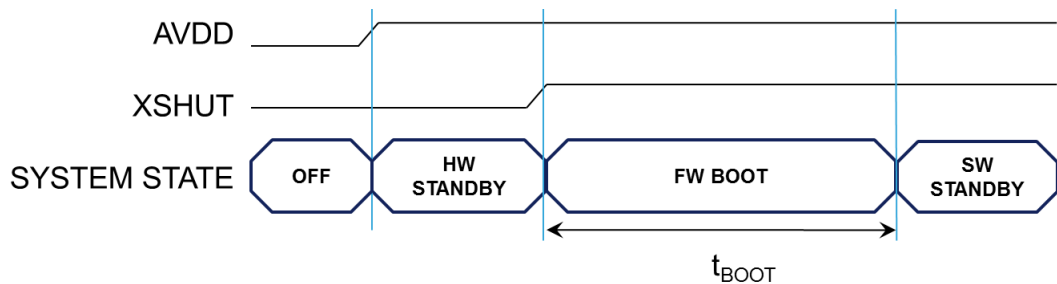 AVDD
XSHUT
SYSTEM STATE
OFF
HW
STANDBY
FW BOOT
SW
STANDBY
tBOOT